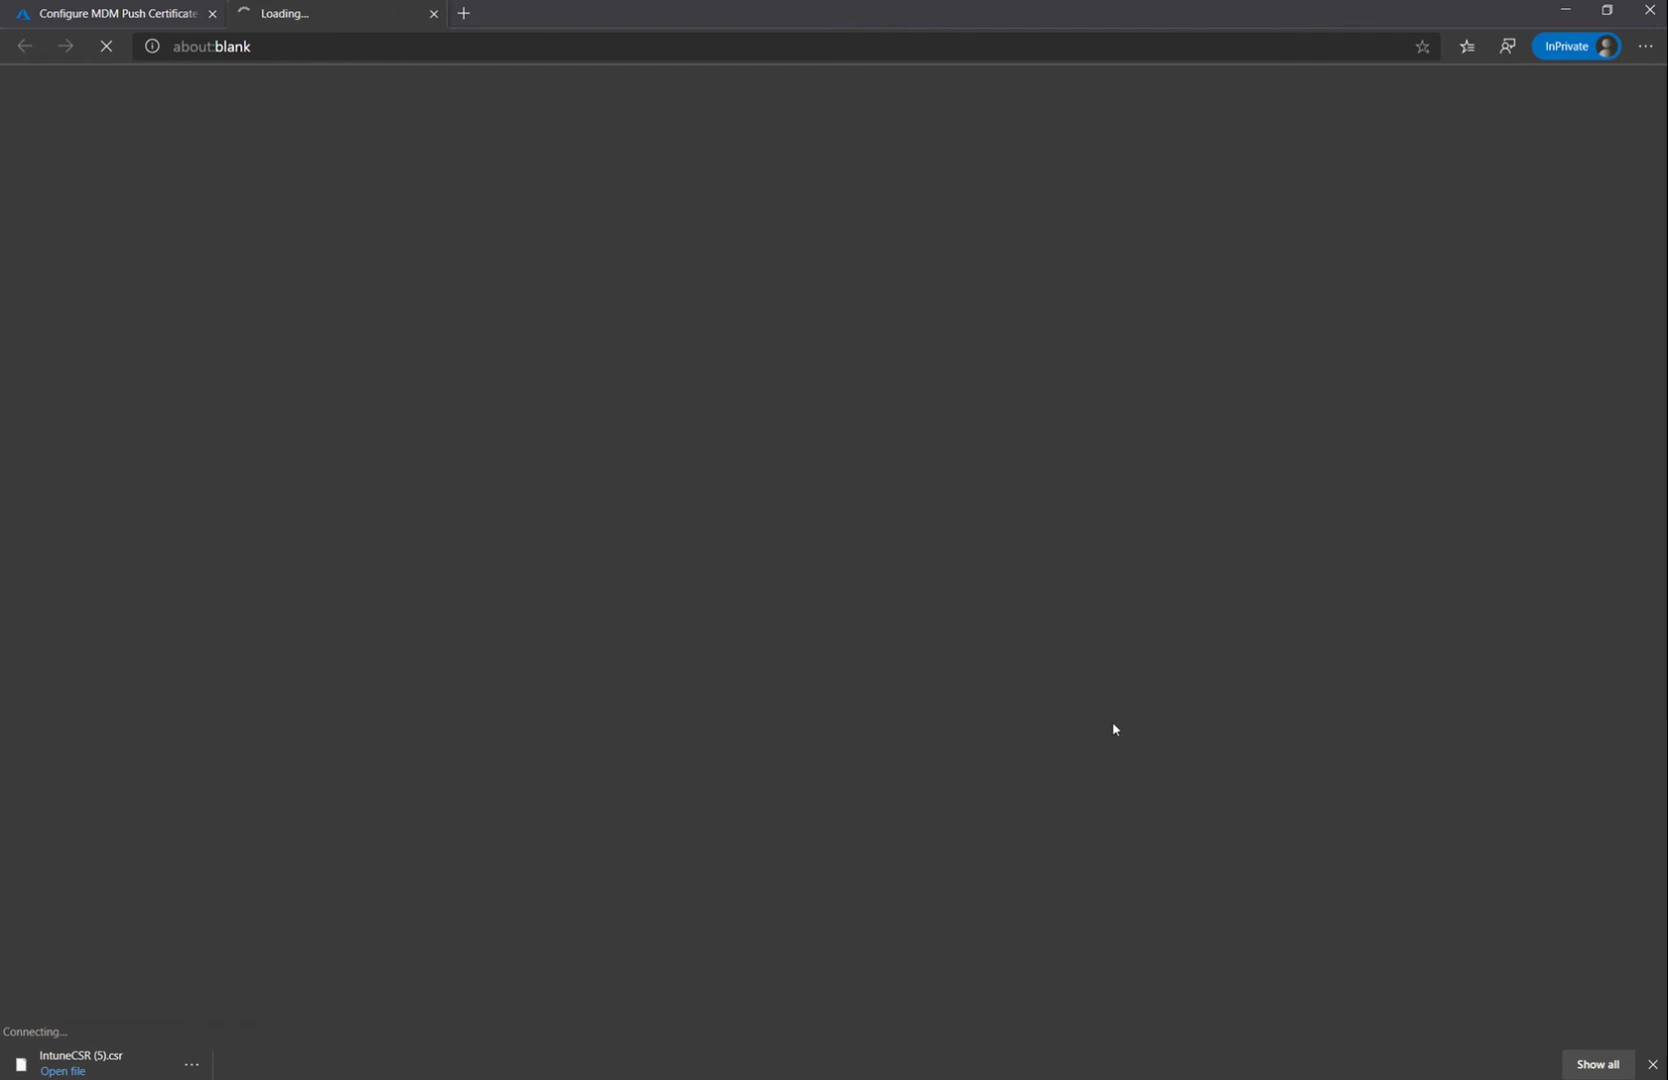 Configure MDM Push Certificate
Loading...
about:blank
InPrivate
Connecting...
IntuneCSR (5).csr
Open file
Show all